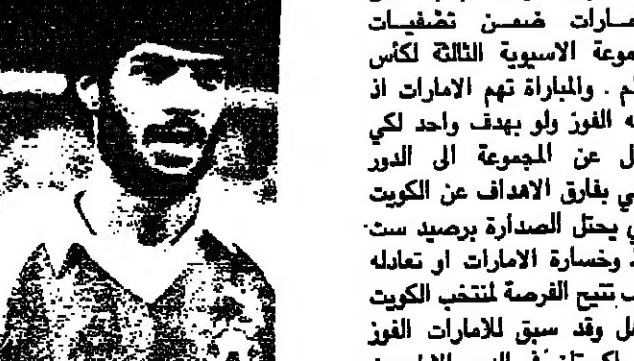 ـارات ضمـن تصفيـات
موعة الاسيوية الثالثة لكأس
لم . والمباراة تهم الامارات اذ
ه الفوز ولو بهدف واحد لكي
ل عن المجموعة الى الدور
ي بفارق الاهداف عن الكويت
ي يحتل الصدارة برصيد ست
وخسارة الامارات او تعادله
ف تتيح الفرصة لمنتخب الكويت
ل وقد سبق للامارات الفوز